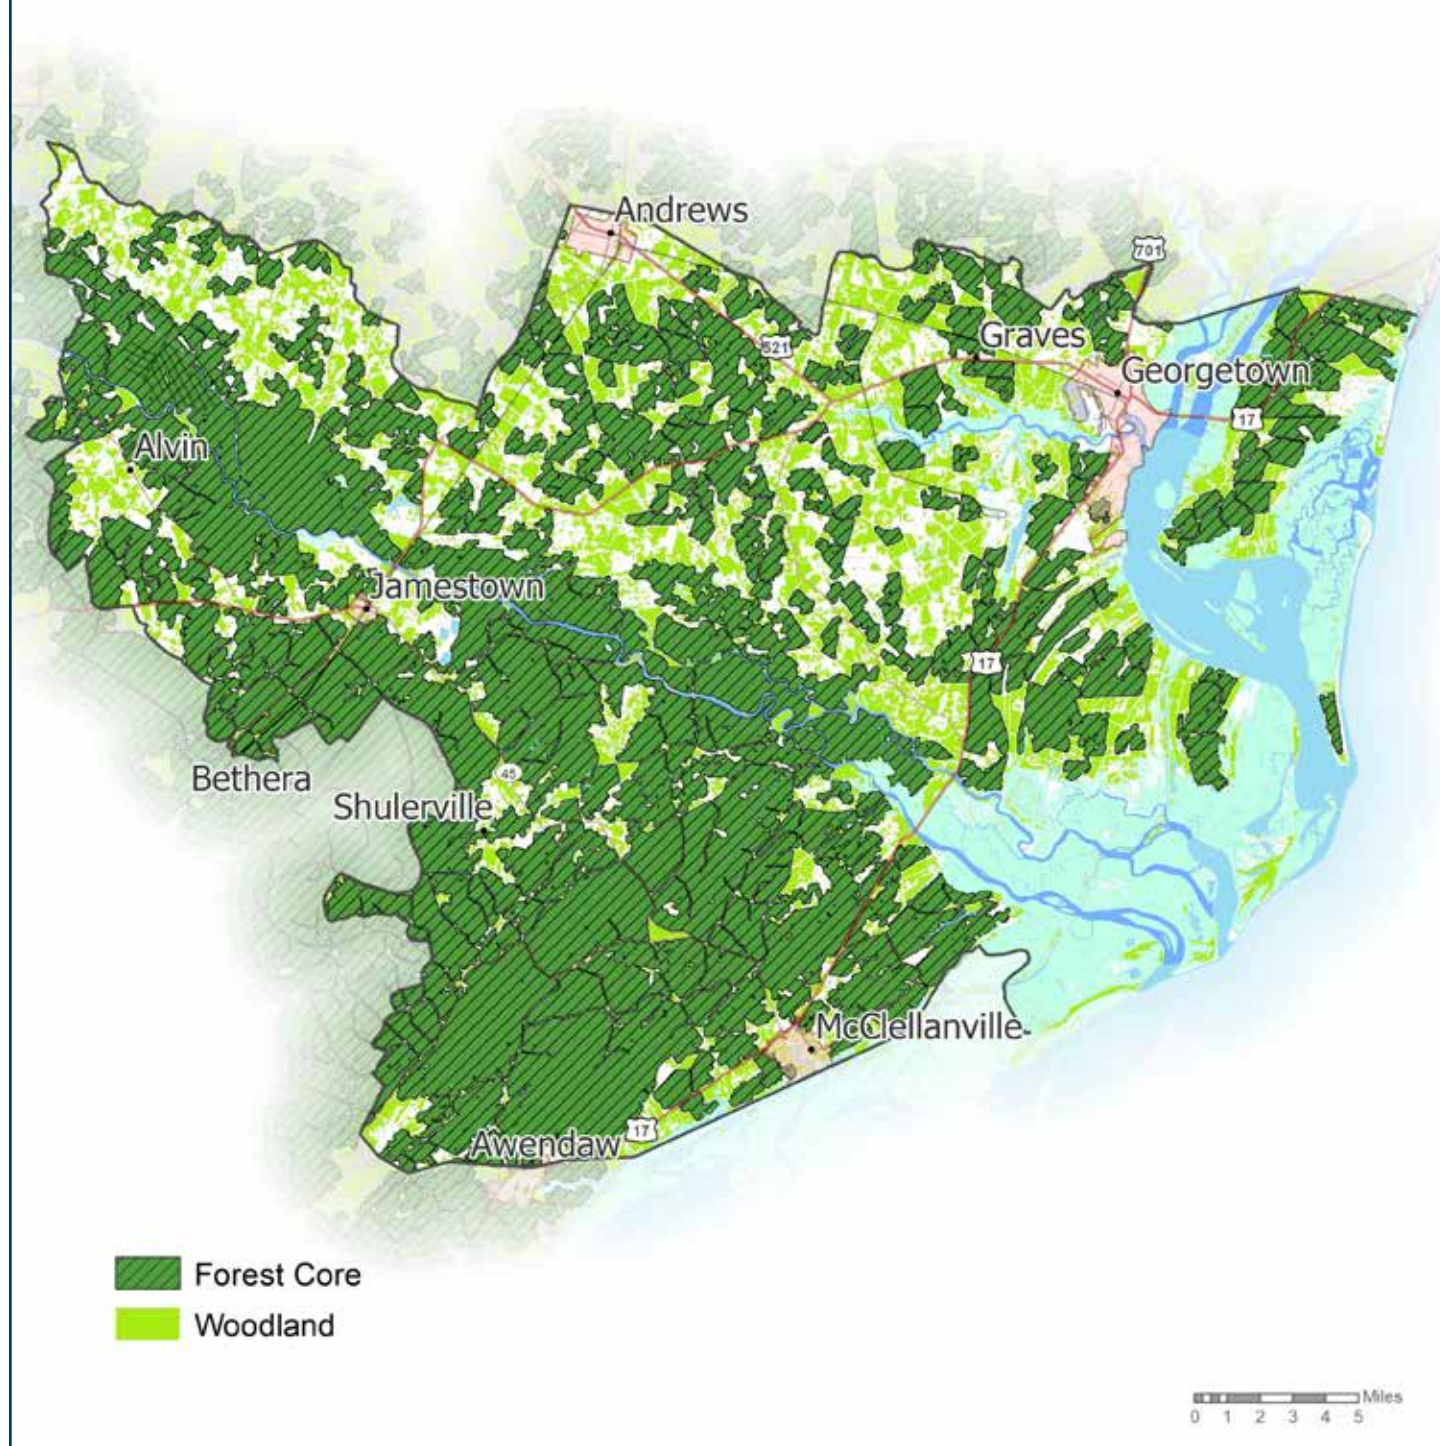 Andrews
701
Graves
521
Georgetown
17
Alvin
Jamestown
17
Bethera
45
Shulerville
McClellanville
17
Awendaw
Forest Core
Woodland
Miles
0 1 2 3 4 5